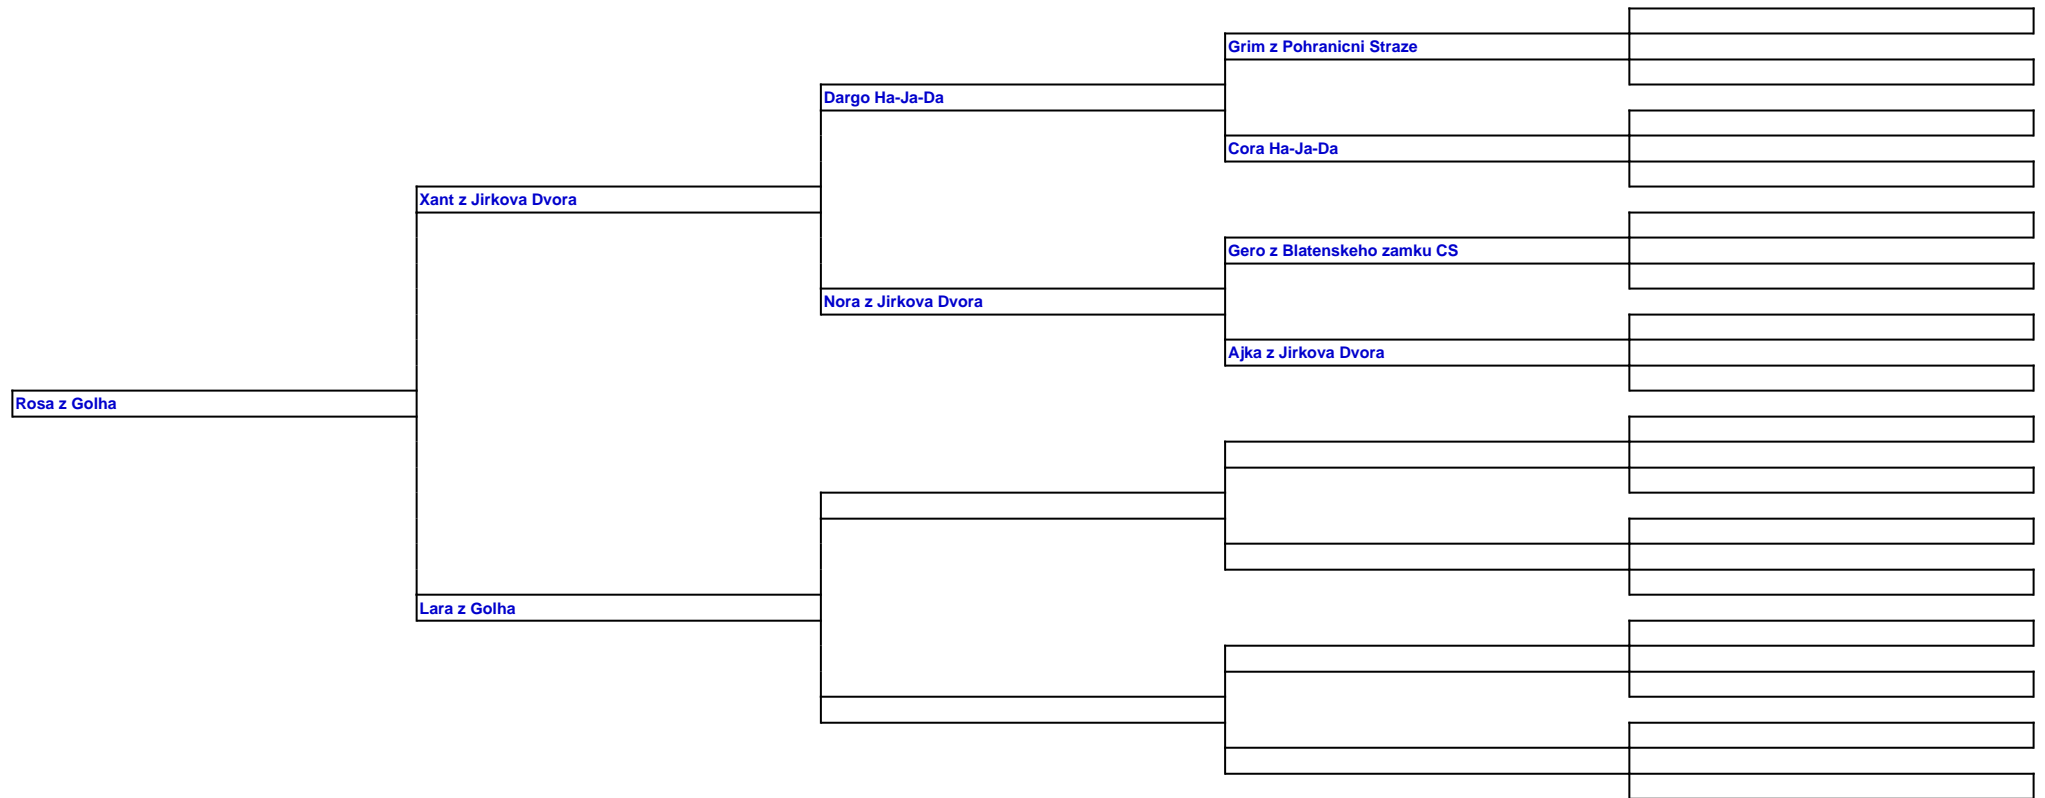 Grim z Pohranicni Straze
Dargo Ha-Ja-Da
Cora Ha-Ja-Da
Xant z Jirkova Dvora
Gero z Blatenskeho zamku CS
Nora z Jirkova Dvora
Ajka z Jirkova Dvora
Rosa z Golha
Lara z Golha